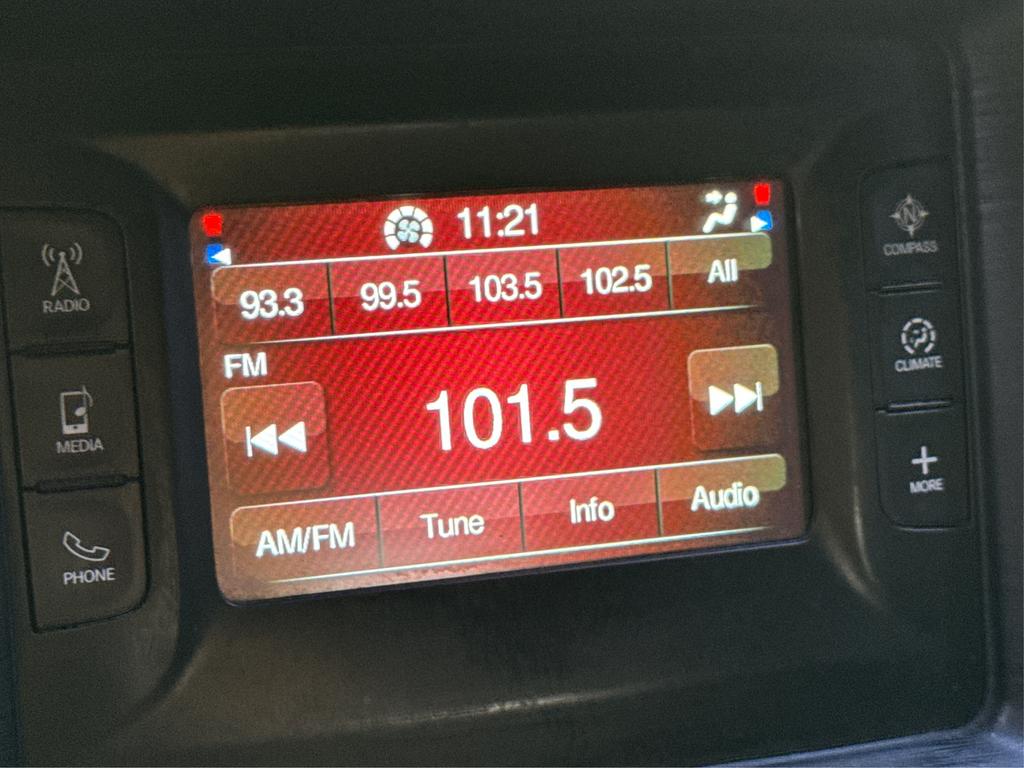 11:21
93.3 99.5 103.5 102.5 All
FM
101.5
AM/FM Tune Info Audio
RADIO
MEDIA
PHONE
N
COMPASS
CLIMATE
MORE